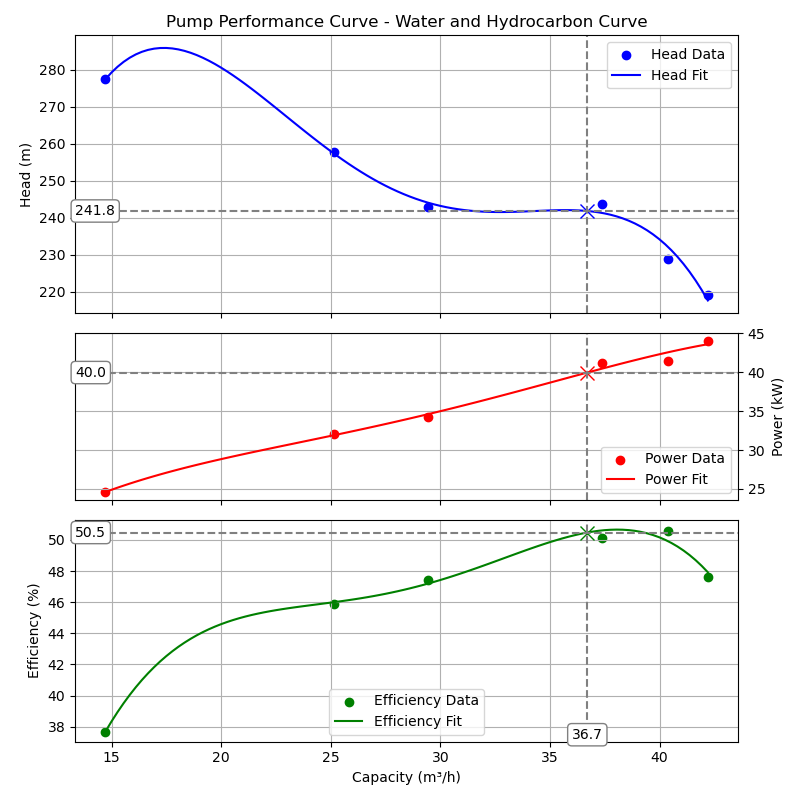 Pump Performance Curve - Water and Hydrocarbon Curve
Head (m)
280
270
260
250
240
230
220
241.8
Head Data
Head Fit
40.0
45
40
35
30
25
Power (kW)
Power Data
Power Fit
Efficiency (%)
50
48
46
44
42
40
38
50.5
Efficiency Data
Efficiency Fit
36.7
15
20
25
30
35
40
Capacity (m³/h)